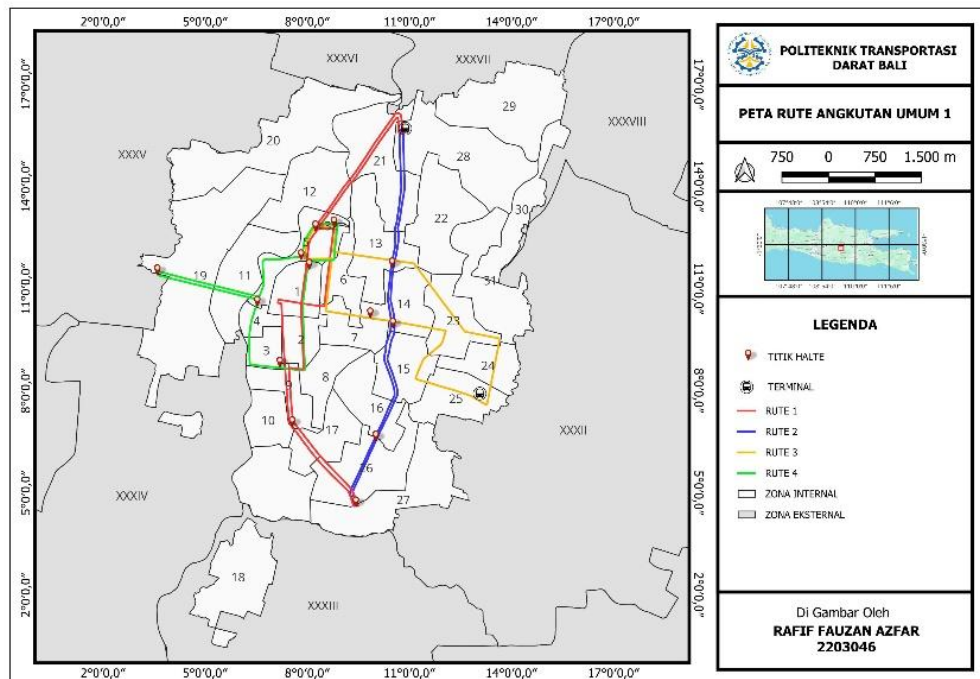 2°0'0,0" 5°0'0,0" 8°0'0,0" 11°0'0,0" 14°0'0,0" 17°0'0,0"
17°0'0,0"
14°0'0,0"
11°0'0,0"
8°0'0,0"
5°0'0,0"
2°0'0,0"
XXXVI
XXXVII
29
XXXVIII
XXXV
20
21
28
12
22
30
13
19
11
1
6
31
14
4
23
7
2
3
24
8
15
25
16
10
17
XXXII
26
27
XXXIV
18
XXXIII
17°0'0,0"
14°0'0,0"
11°0'0,0"
8°0'0,0"
5°0'0,0"
2°0'0,0"
2°0'0,0" 5°0'0,0" 8°0'0,0" 11°0'0,0" 14°0'0,0" 17°0'0,0"
POLITEKNIK TRANSPORTASI
DARAT BALI
PETA RUTE ANGKUTAN UMUM 1
750 0 750 1.500 m
LEGENDA
TITIK HALTE
TERMINAL
RUTE 1
RUTE 2
RUTE 3
RUTE 4
ZONA INTERNAL
ZONA EKSTERNAL
Di Gambar Oleh
RAFIF FAUZAN AZFAR
2203046